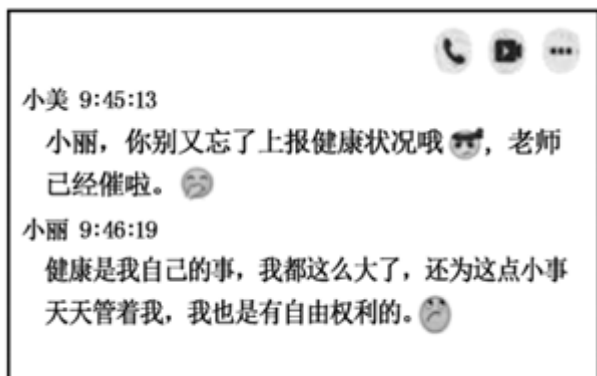 小美 9:45:13
小丽，你别又忘了上报健康状况哦，老师
已经催啦。
小丽 9:46:19
健康是我自己的事，我都这么大了，还为这点小事
天天管着我，我也是有自由权利的。